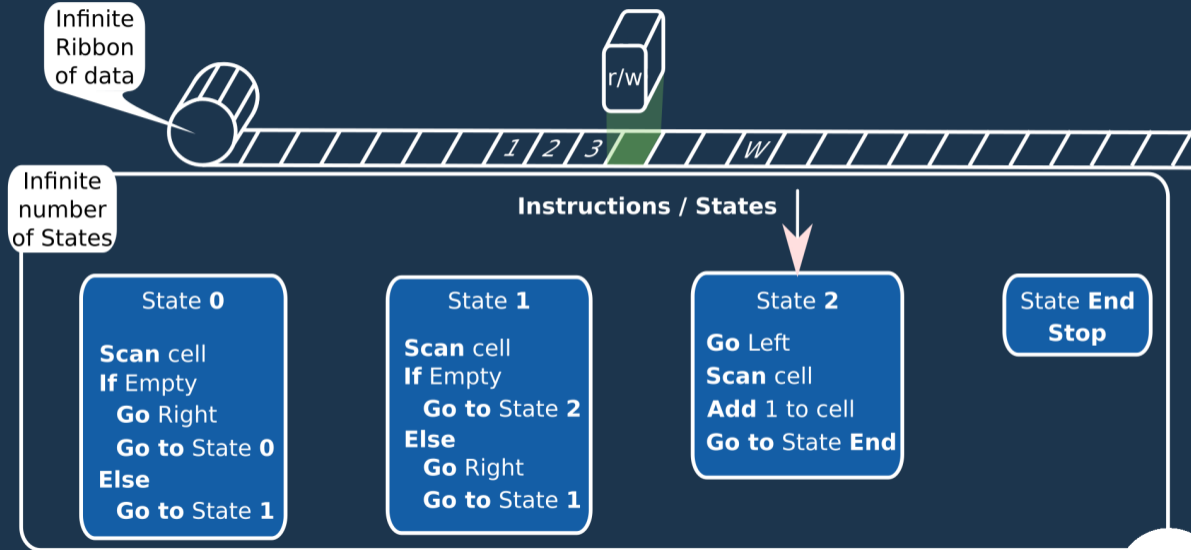 Infinite
Ribbon
of data
r/w
1 2 3 W
Infinite
number
of States
Instructions / States
State 0
Scan cell
If Empty
Go Right
Go to State 0
Else
Go to State 1
State 1
Scan cell
If Empty
Go to State 2
Else
Go Right
Go to State 1
State 2
Go Left
Scan cell
Add 1 to cell
Go to State End
State End
Stop